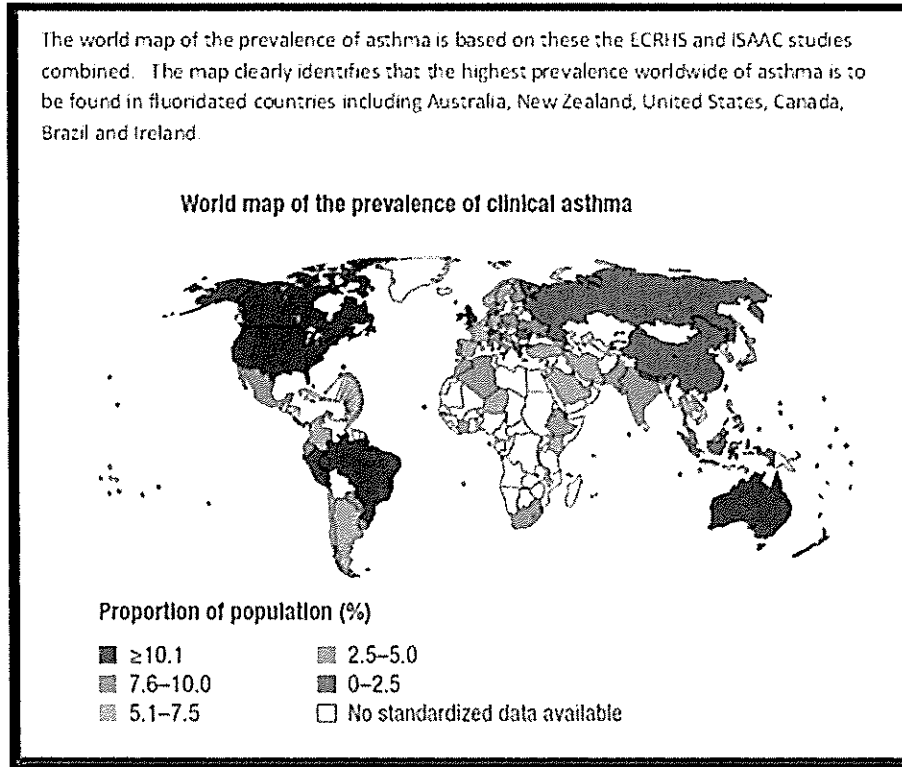 The world map of the prevalence of asthma is based on these the ECRHS and ISAAC studies
combined. The map clearly identifies that the highest prevalence worldwide of asthma is to
be found in fluoridated countries including Australia, New Zealand, United States, Canada,
Brazil and Ireland.
World map of the prevalence of clinical asthma
Proportion of population (%)
≥10.1
7.6–10.0
5.1–7.5
2.5–5.0
0–2.5
No standardized data available